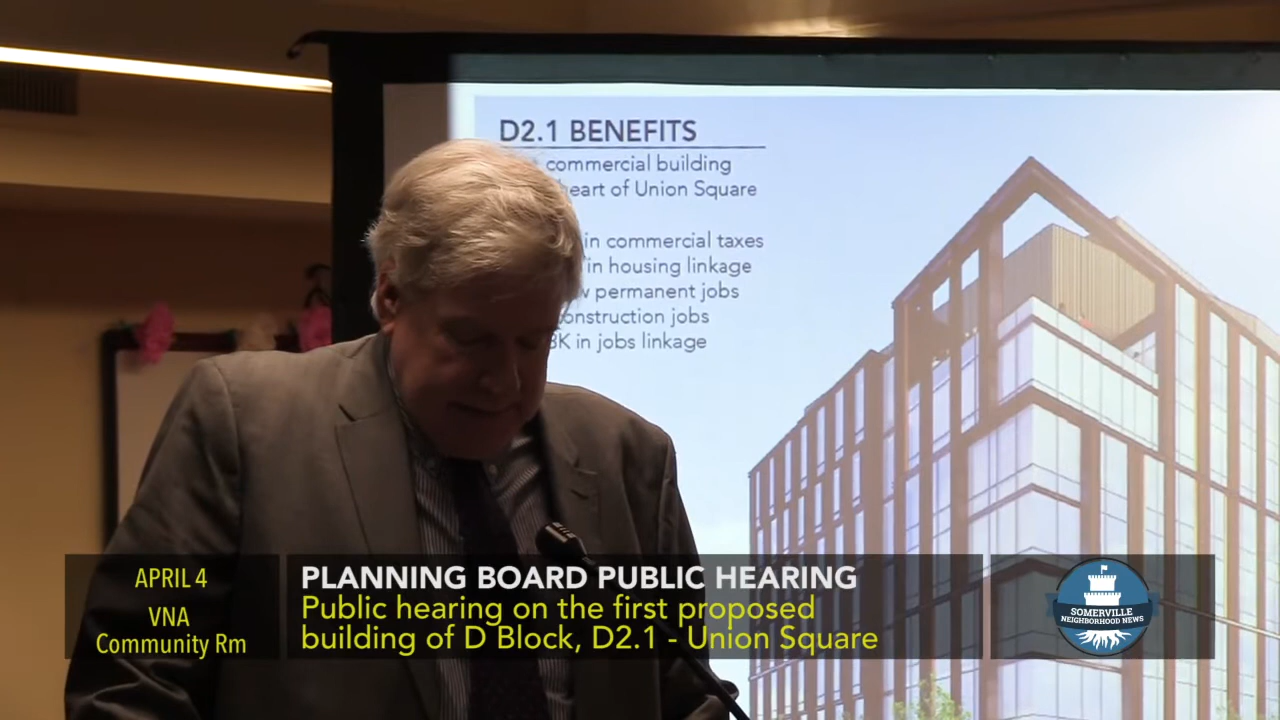 D2.1 BENEFITS
commercial building
heart of Union Square
in commercial taxes
in housing linkage
permanent jobs
construction jobs
in jobs linkage
APRIL 4
VNA
Community Rm
PLANNING BOARD PUBLIC HEARING
Public hearing on the first proposed
building of D Block, D2.1 - Union Square
SOMERVILLE
NEIGHBORHOOD NEWS